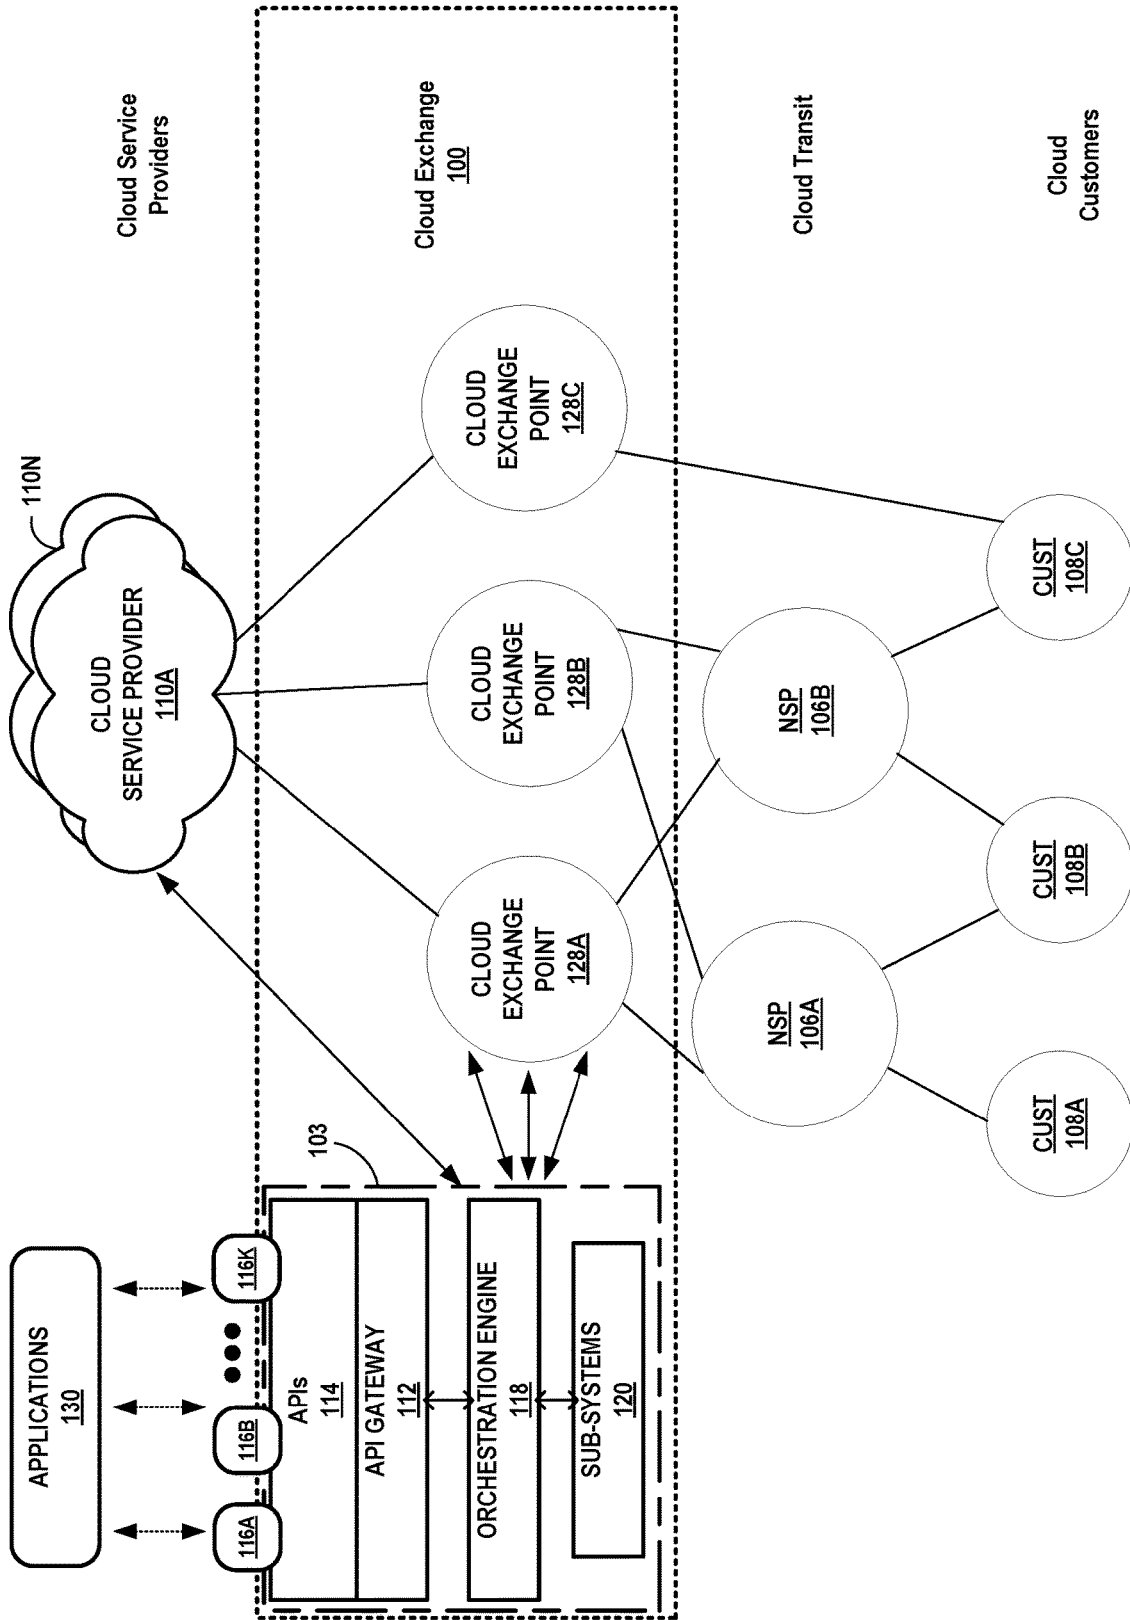 APPLICATIONS
130
116A
116B
116K
APIs
114
API GATEWAY
112
ORCHESTRATION ENGINE
118
SUB-SYSTEMS
120
103
CLOUD
SERVICE PROVIDER
110A
110N
Cloud Service
Providers
CLOUD
EXCHANGE
POINT
128A
CLOUD
EXCHANGE
POINT
128B
CLOUD
EXCHANGE
POINT
128C
Cloud Exchange
100
NSP
106A
NSP
106B
Cloud Transit
CUST
108A
CUST
108B
CUST
108C
Cloud
Customers